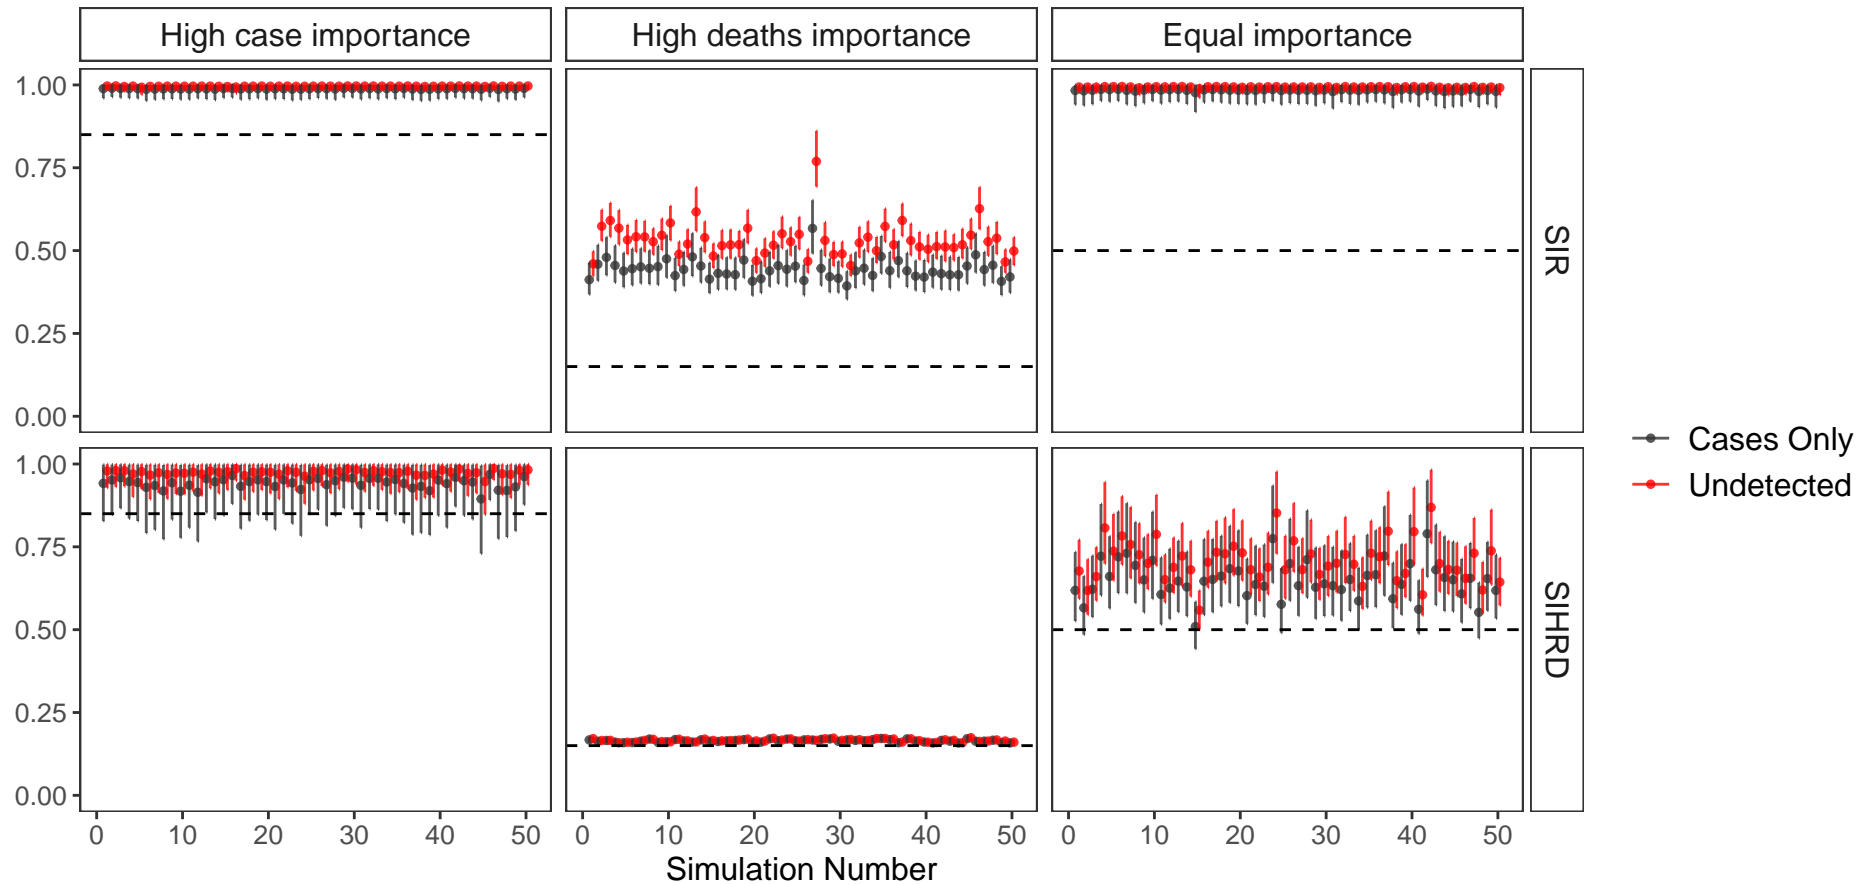 High case importance
High deaths importance
Equal importance
1.00
0.75
0.50
0.25
0.00
SIR
1.00
0.75
0.50
0.25
0.00
SIHRD
0 10 20 30 40 50
0 10 20 30 40 50
0 10 20 30 40 50
Simulation Number
Cases Only
Undetected